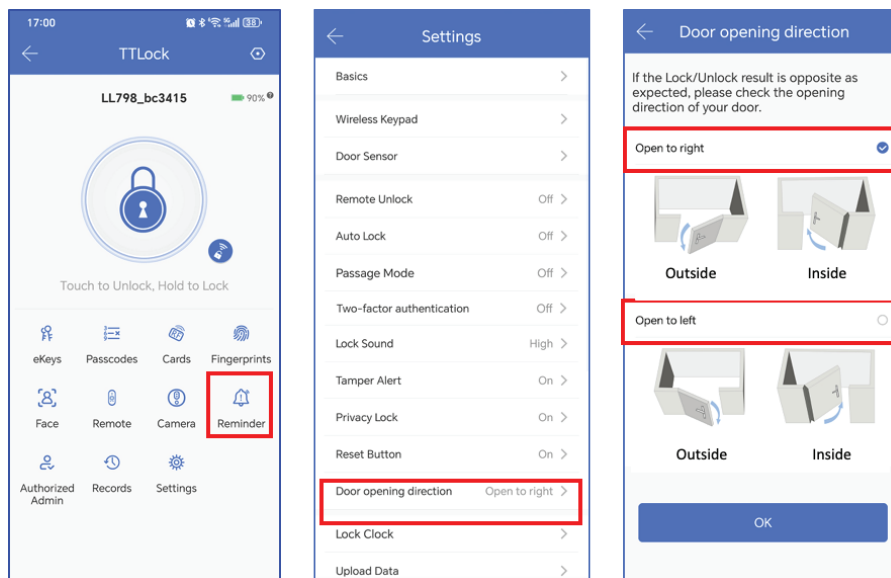 17:00
38
TTLock
LL798_bc3415
90%
Touch to Unlock, Hold to Lock
eKeys
Passcodes
Cards
Fingerprints
Face
Remote
Camera
Reminder
Authorized
Admin
Records
Settings
Settings
Basics
Wireless Keypad
Door Sensor
Remote Unlock Off
Auto Lock Off
Passage Mode Off
Two-factor authentication Off
Lock Sound High
Tamper Alert On
Privacy Lock On
Reset Button On
Door opening direction Open to right
Lock Clock
Upload Data
Door opening direction
If the Lock/Unlock result is opposite as
expected, please check the opening
direction of your door.
Open to right
Outside Inside
Open to left
Outside Inside
OK